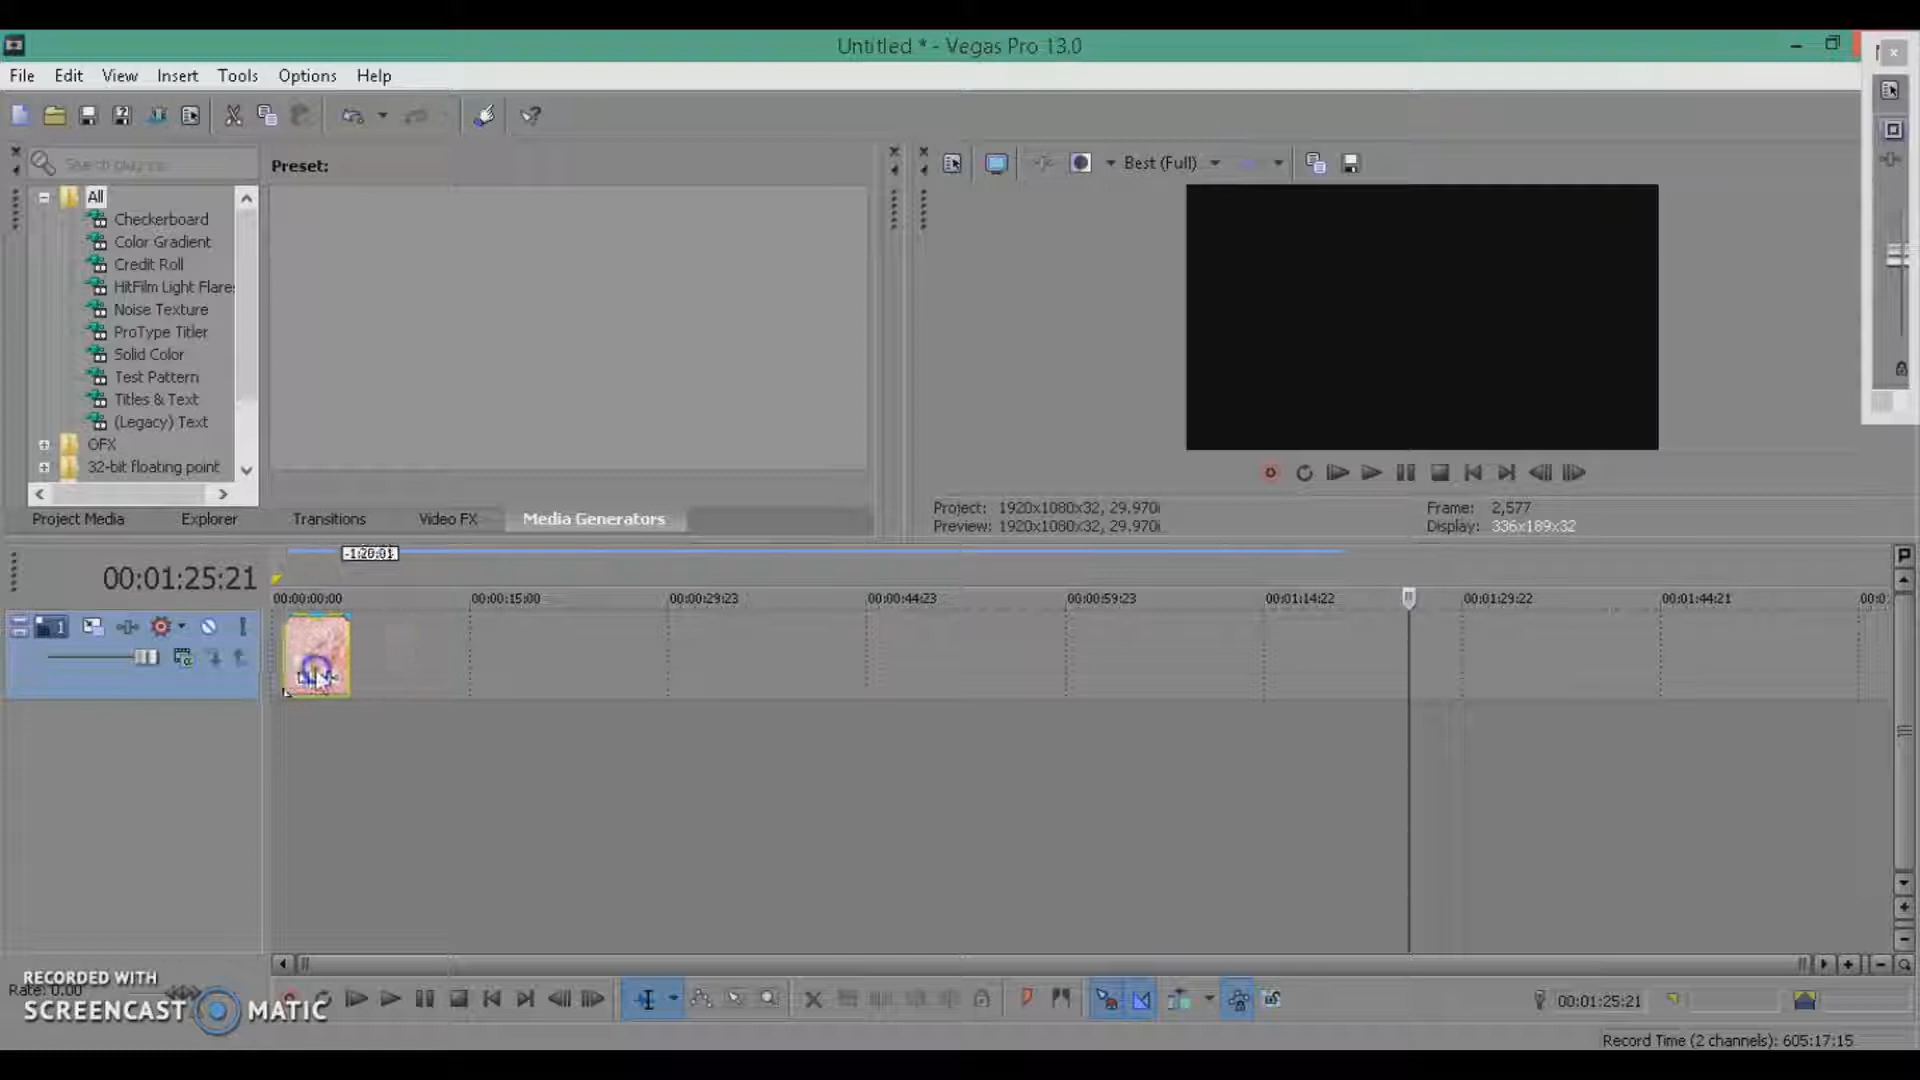 Untitled * - Vegas Pro 13.0
File Edit View Insert Tools Options Help
Search plug-ins
Preset:
Best (Full)
All
Checkerboard
Color Gradient
Credit Roll
HitFilm Light Flare
Noise Texture
ProType Titler
Solid Color
Test Pattern
Titles & Text
(Legacy) Text
OFX
32-bit floating point
Project: 1920x1080x32, 29.970i
Frame: 2,577
Preview: 1920x1080x32, 29.970i
Display: 336x189x32
Project Media Explorer Transitions Video FX Media Generators
-1:20:01
00:01:25:21
00:00:00:00 00:00:15:00 00:00:29:23 00:00:44:23 00:00:59:23 00:01:14:22 00:01:29:22 00:01:44:21 00:0
1
P
RECORDED WITH
Rate: 0.00
SCREENCAST MATIC
00:01:25:21
Record Time (2 channels): 605:17:15